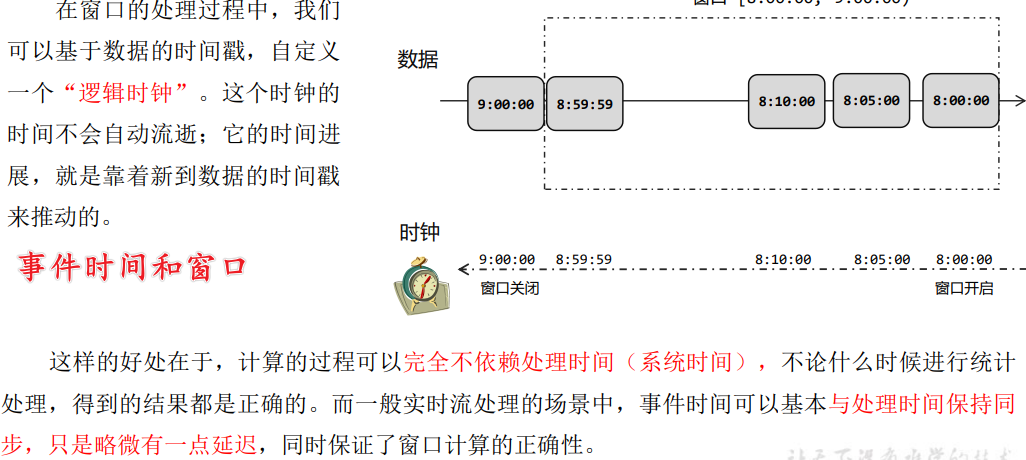 在窗口的处理过程中，我们
可以基于数据的时间戳，自定义
一个“逻辑时钟”。这个时钟的
时间不会自动流逝；它的时间进
展，就是靠着新到数据的时间戳
来推动的。
事件时间和窗口
窗口 [8:00:00, 9:00:00)
数据
9:00:00 8:59:59 8:10:00 8:05:00 8:00:00
时钟
9:00:00 8:59:59 8:10:00 8:05:00 8:00:00
窗口关闭 窗口开启
这样的好处在于，计算的过程可以完全不依赖处理时间（系统时间），不论什么时候进行统计
处理，得到的结果都是正确的。而一般实时流处理的场景中，事件时间可以基本与处理时间保持同
步，只是略微有一点延迟，同时保证了窗口计算的正确性。